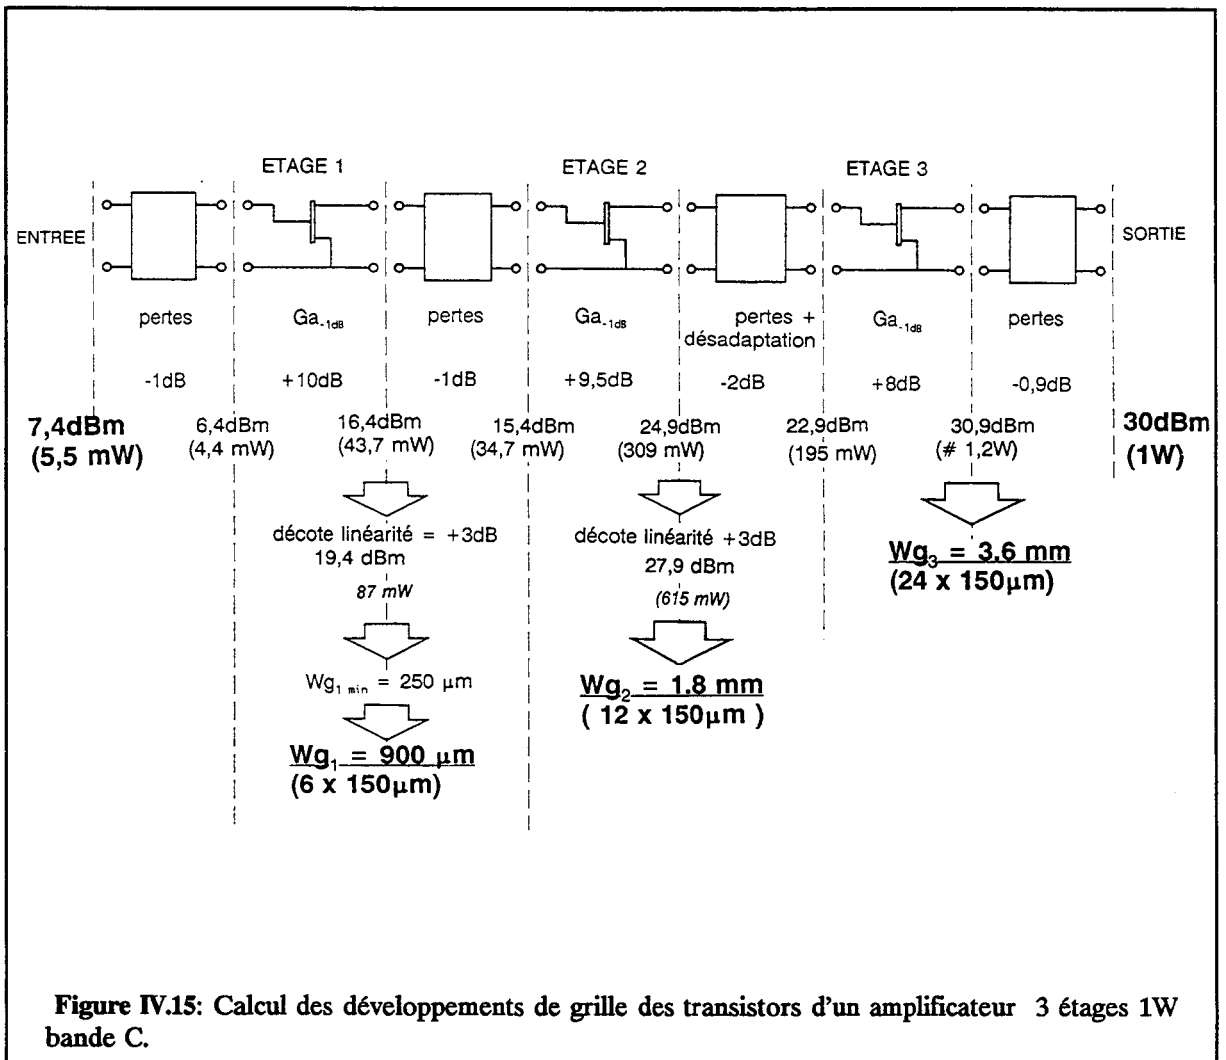 ETAGE 1 ETAGE 2 ETAGE 3
ENTREE SORTIE
pertes Ga-1dB pertes Ga-1dB pertes + désadaptation Ga-1dB pertes
-1dB +10dB -1dB +9,5dB -2dB +8dB -0,9dB
7,4dBm 6,4dBm 16,4dBm 15,4dBm 24,9dBm 22,9dBm 30,9dBm 30dBm
(5,5 mW) (4,4 mW) (43,7 mW) (34,7 mW) (309 mW) (195 mW) (# 1,2W) (1W)
décote linéarité = +3dB
19,4 dBm
87 mW
Wg1 min = 250 µm
Wg1 = 900 µm
(6 x 150µm)
décote linéarité +3dB
27,9 dBm
(615 mW)
Wg2 = 1.8 mm
( 12 x 150µm )
Wg3 = 3.6 mm
(24 x 150µm)
Figure IV.15: Calcul des développements de grille des transistors d'un amplificateur 3 étages 1W
bande C.